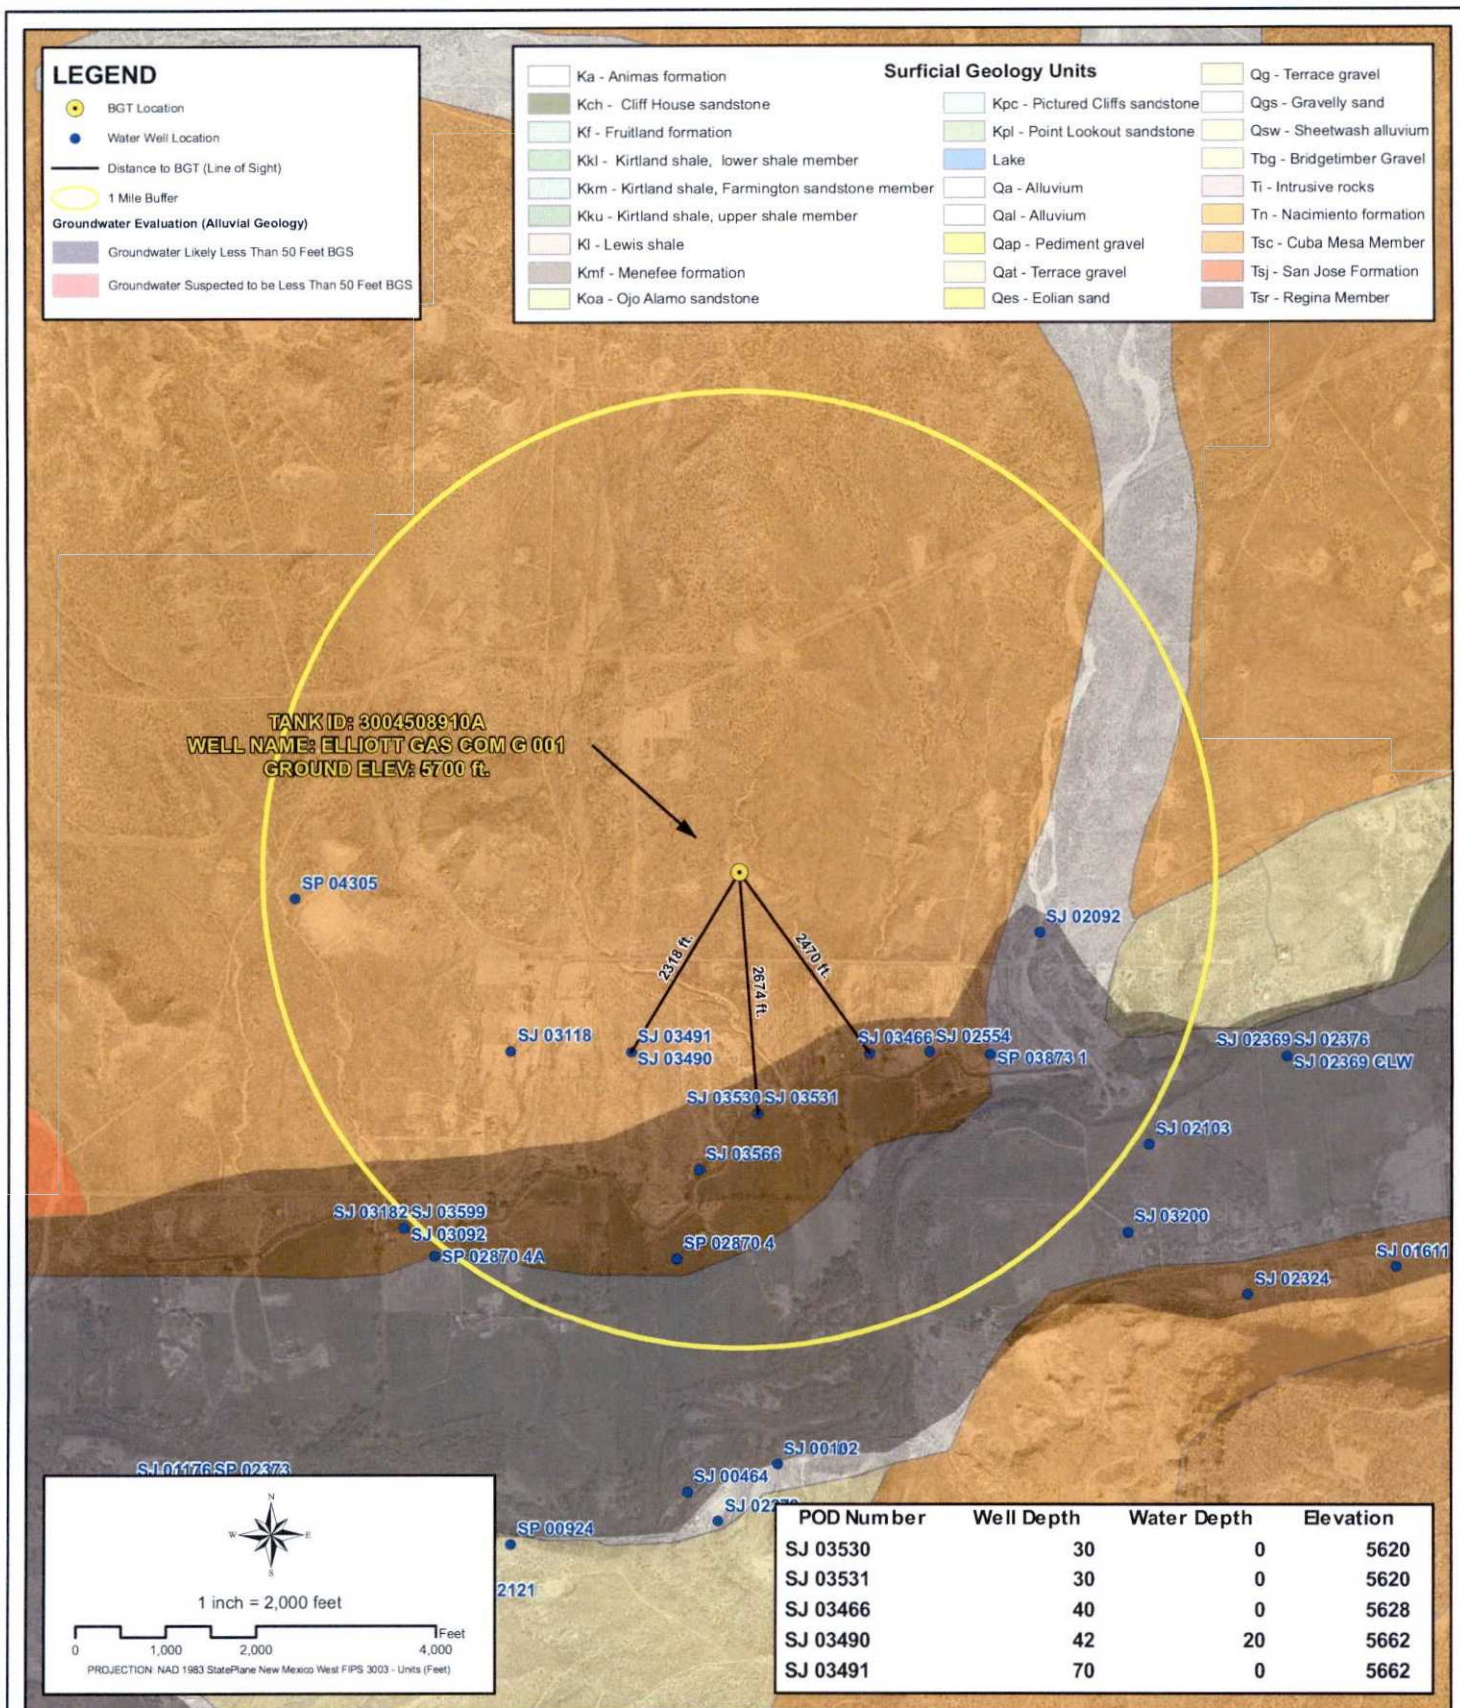 LEGEND
BGT Location
Water Well Location
Distance to BGT (Line of Sight)
1 Mile Buffer
Groundwater Evaluation (Alluvial Geology)
Groundwater Likely Less Than 50 Feet BGS
Groundwater Suspected to be Less Than 50 Feet BGS
Surficial Geology Units
Ka - Animas formation
Kch - Cliff House sandstone
Kf - Fruitland formation
Kkl - Kirtland shale, lower shale member
Kkm - Kirtland shale, Farmington sandstone member
Kku - Kirtland shale, upper shale member
Kl - Lewis shale
Kmf - Menefee formation
Koa - Ojo Alamo sandstone
Kpc - Pictured Cliffs sandstone
Kpl - Point Lookout sandstone
Lake
Qa - Alluvium
Qal - Alluvium
Qap - Pediment gravel
Qat - Terrace gravel
Qes - Eolian sand
Qg - Terrace gravel
Qgs - Gravelly sand
Qsw - Sheetwash alluvium
Tbg - Bridgetimber Gravel
Ti - Intrusive rocks
Tn - Nacimiento formation
Tsc - Cuba Mesa Member
Tsj - San Jose Formation
Tsr - Regina Member
TANK ID: 3004508910A
WELL NAME: ELLIOTT GAS COM G 001
GROUND ELEV: 5700 ft.
SP 04305
SJ 02092
2318 ft.
2674 ft.
2470 ft.
SJ 03118
SJ 03491
SJ 03490
SJ 03466 SJ 02554
SP 03873 1
SJ 02369 SJ 02376
SJ 02369 CLW
SJ 03530 SJ 03531
SJ 02103
SJ 03566
SJ 03182 SJ 03599
SJ 03092
SP 02870 4A
SP 02870 4
SJ 03200
SJ 01611
SJ 02324
SJ 00102
SJ 01176 SP 02373
SJ 00464
SJ
SP 00924
2121
N
W E
S
1 inch = 2,000 feet
Feet
0 1,000 2,000 4,000
PROJECTION: NAD 1983 StatePlane New Mexico West FIPS 3003 - Units (Feet)
POD Number Well Depth Water Depth Elevation
SJ 03530 30 0 5620
SJ 03531 30 0 5620
SJ 03466 40 0 5628
SJ 03490 42 20 5662
SJ 03491 70 0 5662